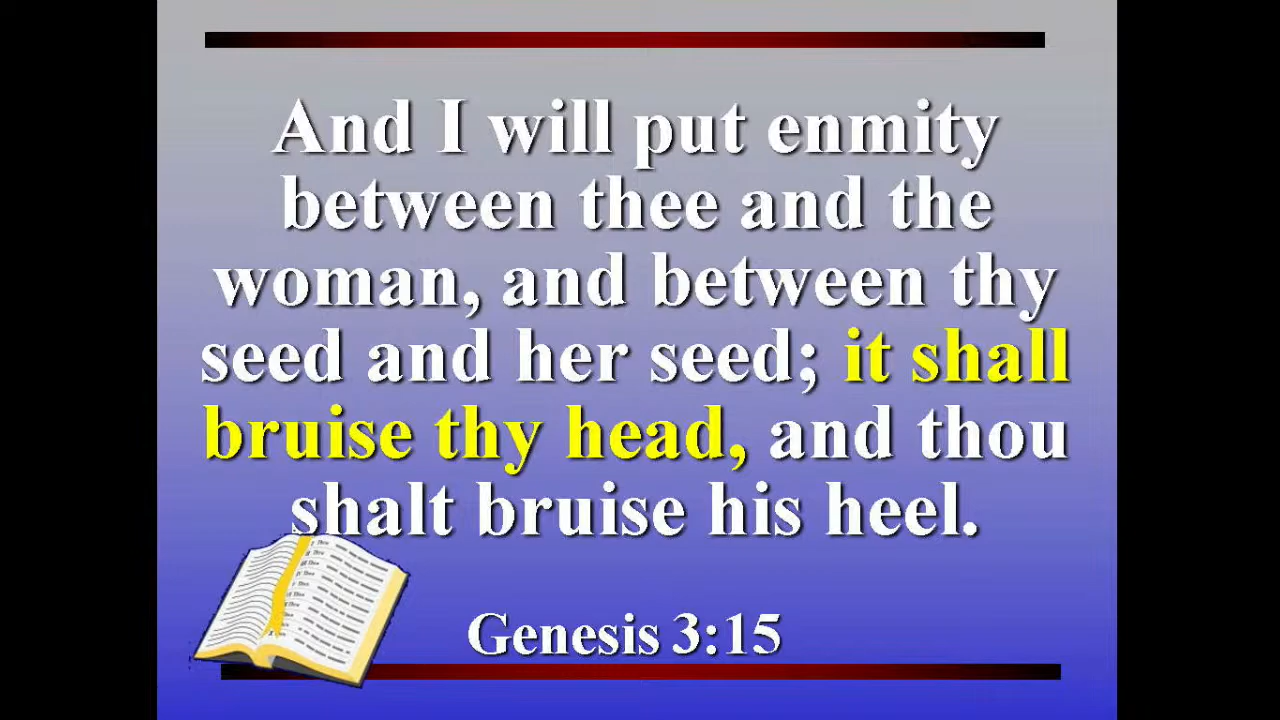 And I will put enmity
between thee and the
woman, and between thy
seed and her seed; it shall
bruise thy head, and thou
shalt bruise his heel.
Genesis 3:15